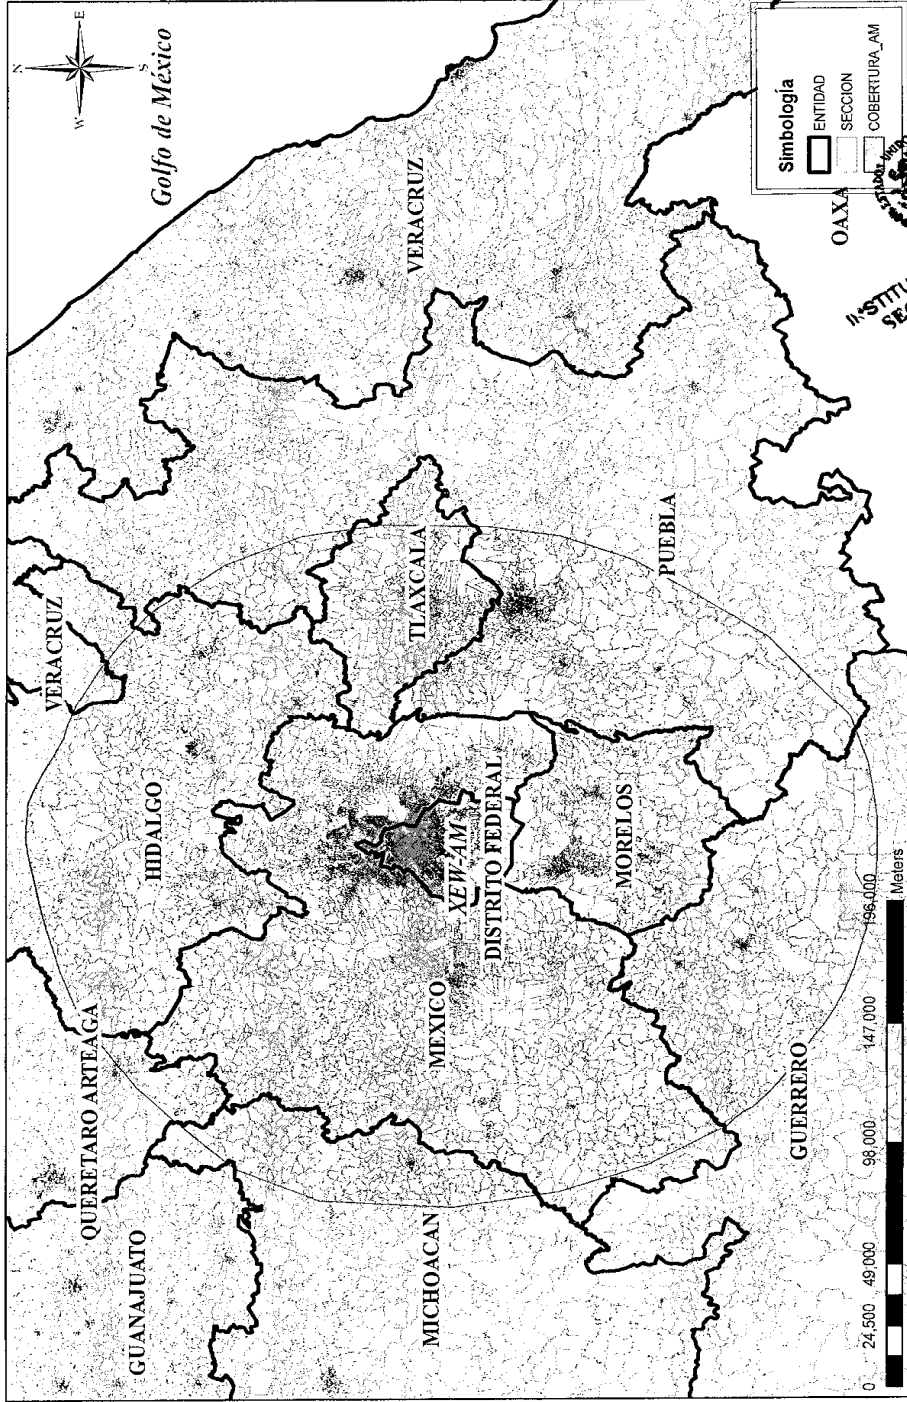 N
W
E
S
Golfo de México
VERACRUZ
QUERETARO ARTEAGA
GUANAJUATO
HIDALGO
VERACRUZ
MICHOACAN
MEXICO
XEW-AM
DISTRITO FEDERAL
TLAXCALA
MORELOS
PUEBLA
GUERRERO
OAXA
Simbología
ENTIDAD
SECCION
COBERTURA_AM
0 24,500 49,000 98,000 147,000 196,000
Meters